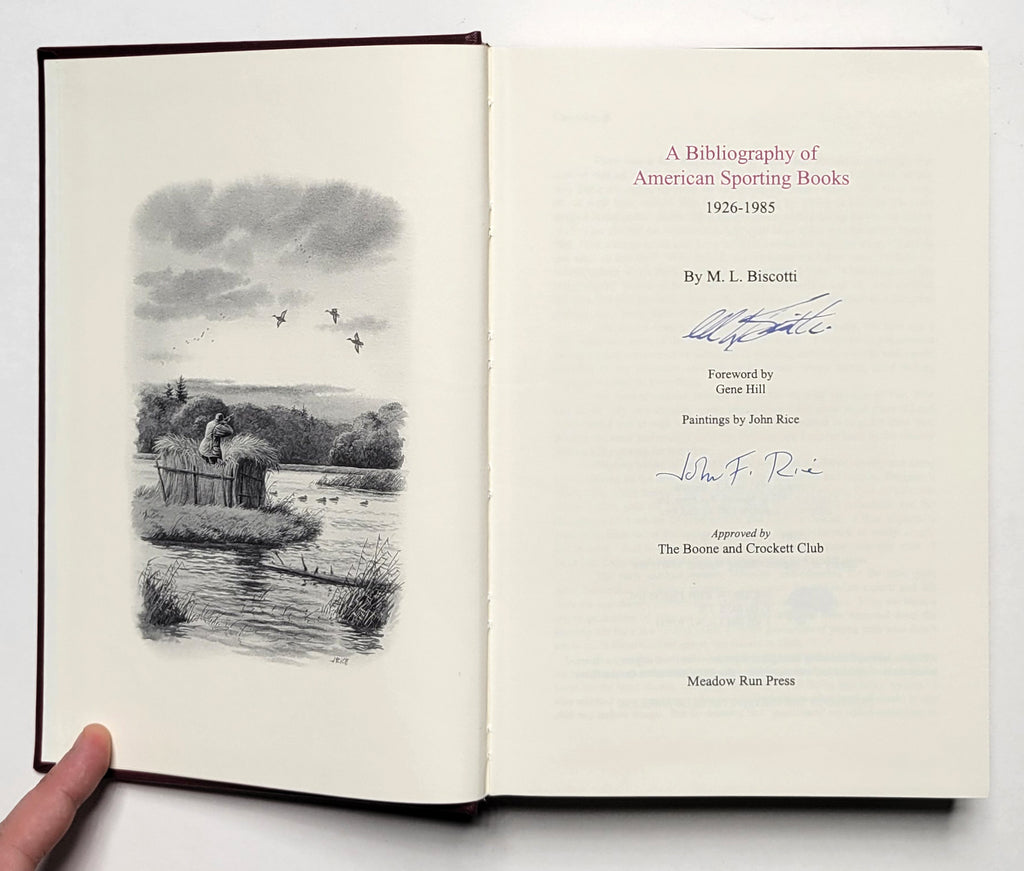 A Bibliography of
American Sporting Books
1926-1985
By M. L. Biscotti
Foreword by
Gene Hill
Paintings by John Rice
John F. Rice
Approved by
The Boone and Crockett Club
Meadow Run Press